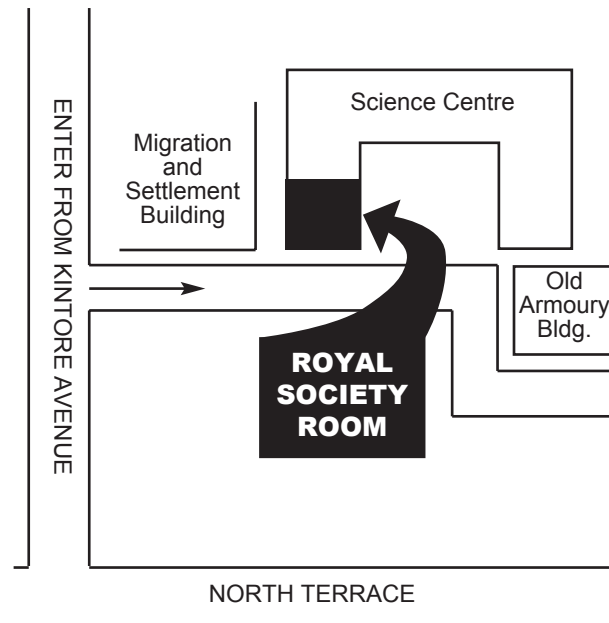 ENTER FROM KINTORE AVENUE
Science Centre
Migration
and
Settlement
Building
Old
Armoury
Bldg.
ROYAL
SOCIETY
ROOM
NORTH TERRACE